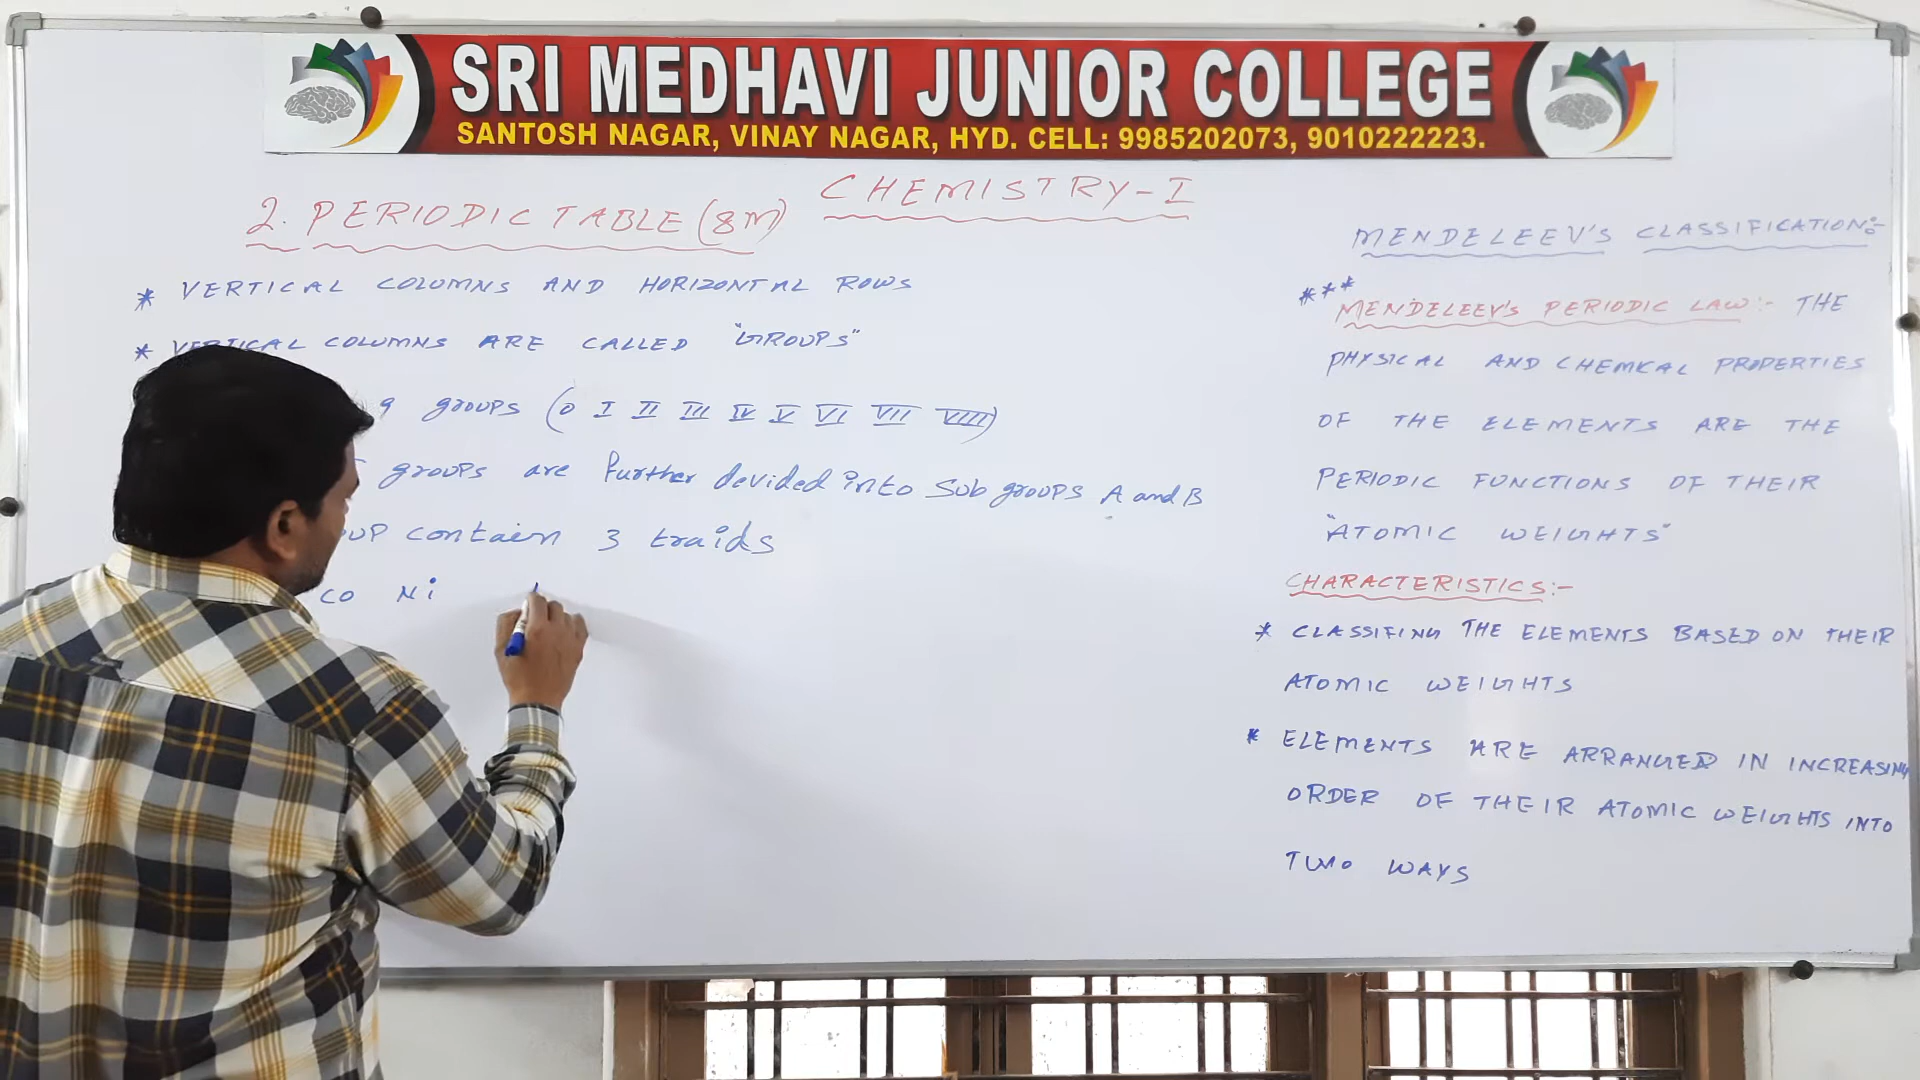 SRI MEDHAVI JUNIOR COLLEGE
SANTOSH NAGAR, VINAY NAGAR, HYD. CELL: 9985202073, 9010222223.
CHEMISTRY-I
2. PERIODIC TABLE (8M)
* VERTICAL COLUMNS AND HORIZONTAL ROWS
* VERTICAL COLUMNS ARE CALLED "GROUPS"
9 groups (0 I II III IV V VI VII VIII)
groups are further devided into Sub groups A and B
contain 3 traids
CO Ni
MENDELEEV'S CLASSIFICATION:-
*** MENDELEEV'S PERIODIC LAW:- THE
PHYSICAL AND CHEMICAL PROPERTIES
OF THE ELEMENTS ARE THE
PERIODIC FUNCTIONS OF THEIR
"ATOMIC WEIGHTS"
CHARACTERISTICS:-
* CLASSIFING THE ELEMENTS BASED ON THEIR
ATOMIC WEIGHTS
* ELEMENTS ARE ARRANGED IN INCREASING
ORDER OF THEIR ATOMIC WEIGHTS INTO
TWO WAYS